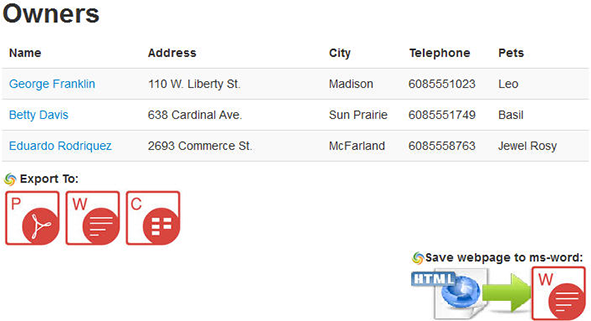 Owners
Name Address City Telephone Pets
George Franklin 110 W. Liberty St. Madison 6085551023 Leo
Betty Davis 638 Cardinal Ave. Sun Prairie 6085551749 Basil
Eduardo Rodriquez 2693 Commerce St. McFarland 6085558763 Jewel Rosy
Export To:
P W C
Save webpage to ms-word:
HTML W